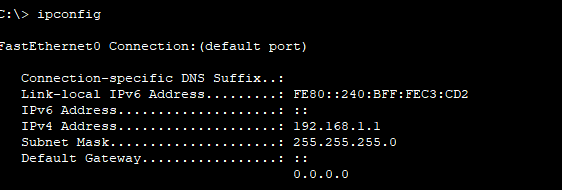 C:\> ipconfig
FastEthernet0 Connection:(default port)
Connection-specific DNS Suffix..:
Link-local IPv6 Address.........: FE80::240:BFF:FEC3:CD2
IPv6 Address....................: ::
IPv4 Address....................: 192.168.1.1
Subnet Mask.....................: 255.255.255.0
Default Gateway.................: ::
0.0.0.0